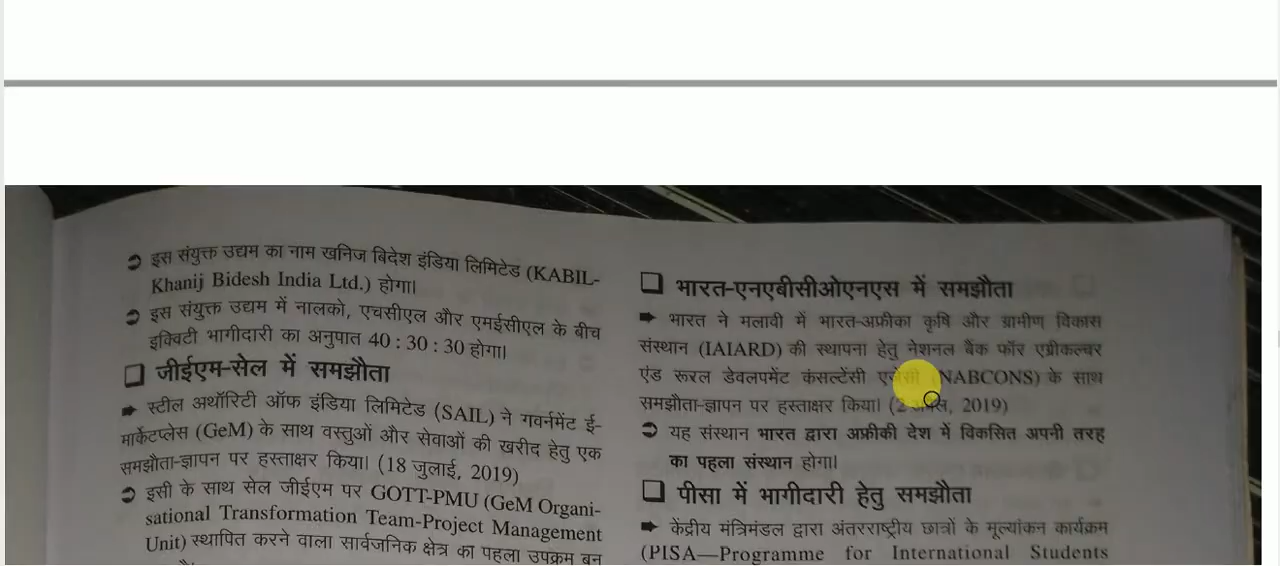 इस संयुक्त उद्यम का नाम खनिज बिदेश इंडिया लिमिटेड (KABIL-
Khanij Bidesh India Ltd.) होगा।
इस संयुक्त उद्यम में नालको, एचसीएल और एमईसीएल के बीच
इक्विटी भागीदारी का अनुपात 40 : 30 : 30 होगा।
जीईएम-सेल में समझौता
स्टील अथॉरिटी ऑफ इंडिया लिमिटेड (SAIL) ने गवर्नमेंट ई-
मार्केटप्लेस (GeM) के साथ वस्तुओं और सेवाओं की खरीद हेतु एक
समझौता-ज्ञापन पर हस्ताक्षर किया। (18 जुलाई, 2019)
इसी के साथ सेल जीईएम पर GOTT-PMU (GeM Organi-
sational Transformation Team-Project Management
Unit) स्थापित करने वाला सार्वजनिक क्षेत्र का पहला उपक्रम बन
भारत-एनएबीसीओएनएस में समझौता
भारत ने मलावी में भारत-अफ्रीका कृषि और ग्रामीण विकास
संस्थान (IAIARD) की स्थापना हेतु नेशनल बैंक फॉर एग्रीकल्चर
एंड रूरल डेवलपमेंट कंसल्टेंसी (NABCONS) के साथ
समझौता-ज्ञापन पर हस्ताक्षर किया। (2 2019)
यह संस्थान भारत द्वारा अफ्रीकी देश में विकसित अपनी तरह
का पहला संस्थान होगा।
पीसा में भागीदारी हेतु समझौता
केंद्रीय मंत्रिमंडल द्वारा अंतरराष्ट्रीय छात्रों के मूल्यांकन कार्यक्रम
(PISA—Programme for International Students